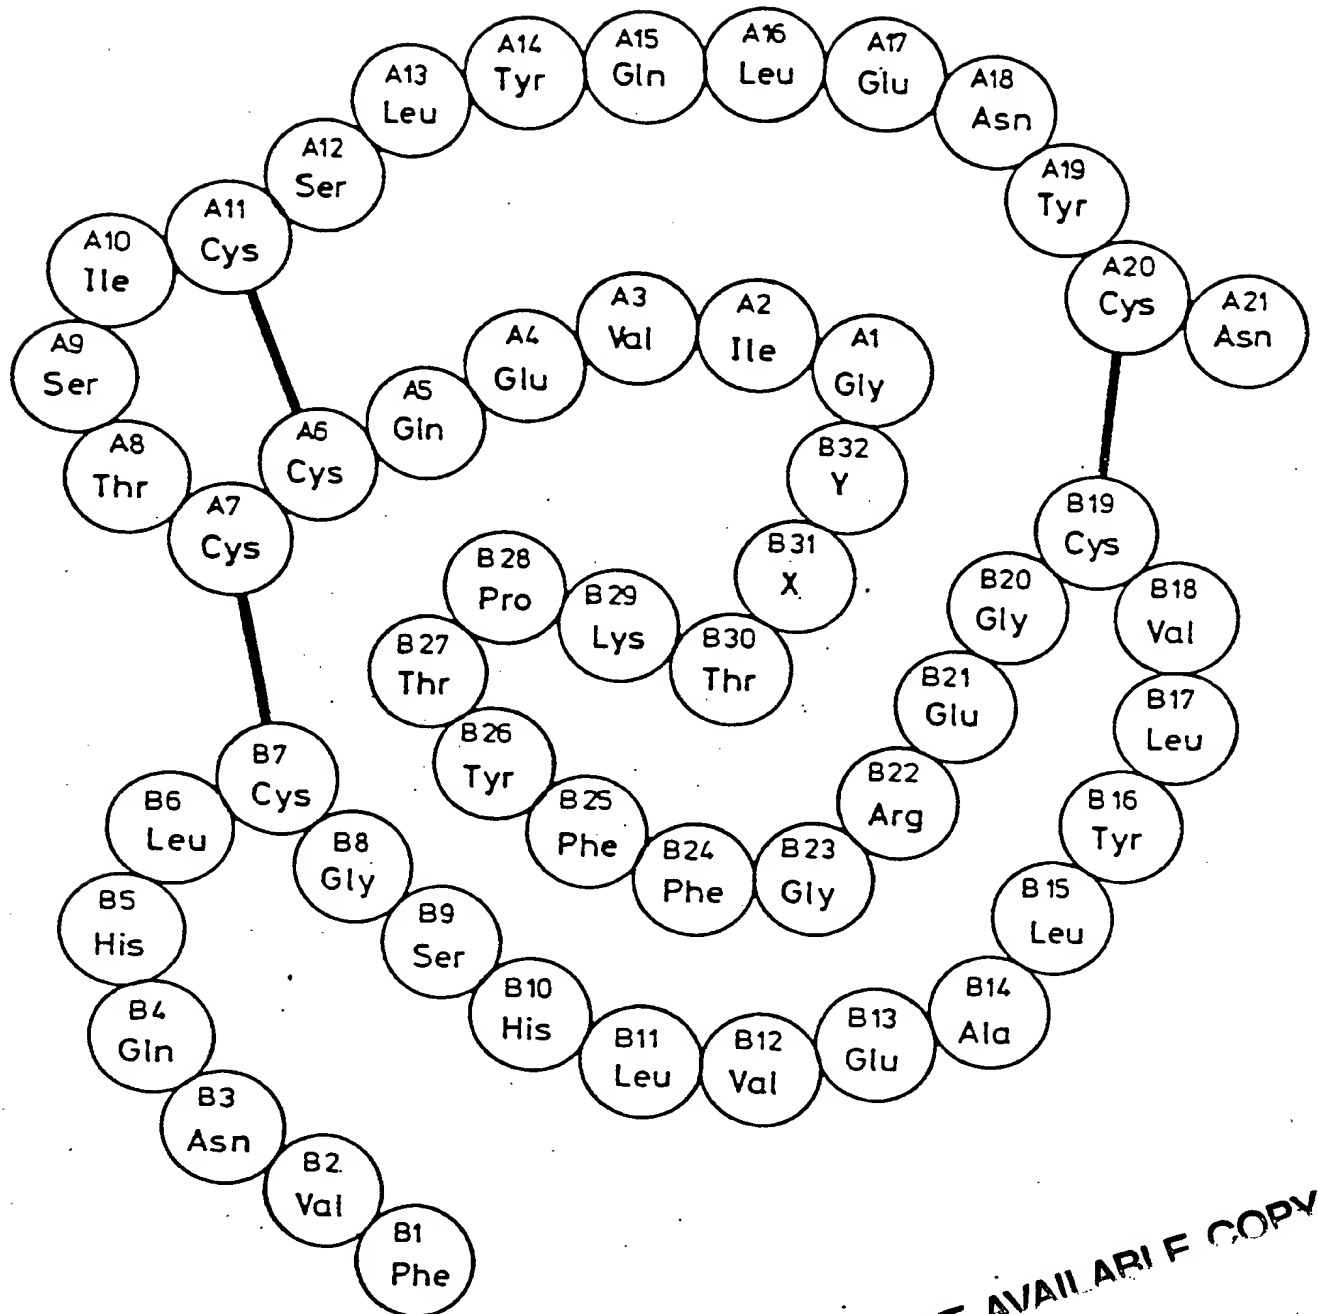 A1
Gly
A2
Ile
A3
Val
A4
Glu
A5
Gln
A6
Cys
A7
Cys
A8
Thr
A9
Ser
A10
Ile
A11
Cys
A12
Ser
A13
Leu
A14
Tyr
A15
Gln
A16
Leu
A17
Glu
A18
Asn
A19
Tyr
A20
Cys
A21
Asn
B32
Y
B31
X
B30
Thr
B29
Lys
B28
Pro
B27
Thr
B26
Tyr
B25
Phe
B24
Phe
B23
Gly
B22
Arg
B21
Glu
B20
Gly
B19
Cys
B18
Val
B17
Leu
B16
Tyr
B15
Leu
B14
Ala
B13
Glu
B12
Val
B11
Leu
B10
His
B9
Ser
B8
Gly
B7
Cys
B6
Leu
B5
His
B4
Gln
B3
Asn
B2
Val
B1
Phe
AVAILABLE COPY